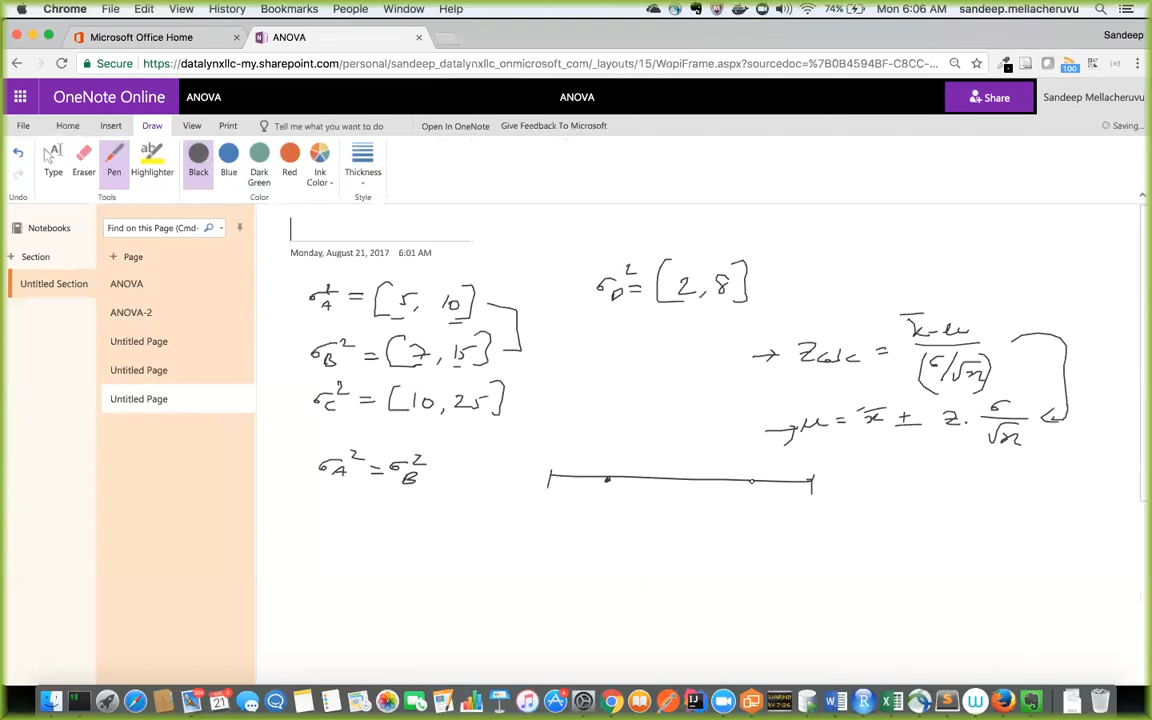 Chrome File Edit View History Bookmarks People Window Help 74% Mon 6:06 AM sandeep.mellacheruvu
Microsoft Office Home × ANOVA × Sandeep
Secure https://datalynxllc-my.sharepoint.com/personal/sandeep_datalynxllc_onmicrosoft_com/_layouts/15/WopiFrame.aspx?sourcedoc=%7B0B4594BF-C8CC-... 100
OneNote Online ANOVA ANOVA Share Sandeep Mellacheruvu
File Home Insert Draw View Print Tell me what you want to do Open In OneNote Give Feedback To Microsoft Saving...
Type Eraser Pen Highlighter Black Blue Dark Green Red Ink Color Thickness
Undo Tools Color Style
Notebooks
Find on this Page (Cmd-
+ Section
+ Page
Untitled Section
ANOVA
ANOVA-2
Untitled Page
Untitled Page
Untitled Page
Monday, August 21, 2017 6:01 AM
σ²A = [5, 10]
σB² = [7, 15]
σC² = [10, 25]
σA² = σB²
σD² = [2, 8]
→ Zcalc = x̄-μ / (σ/√n)
→ μ = x̄ ± Z. σ/√n
21